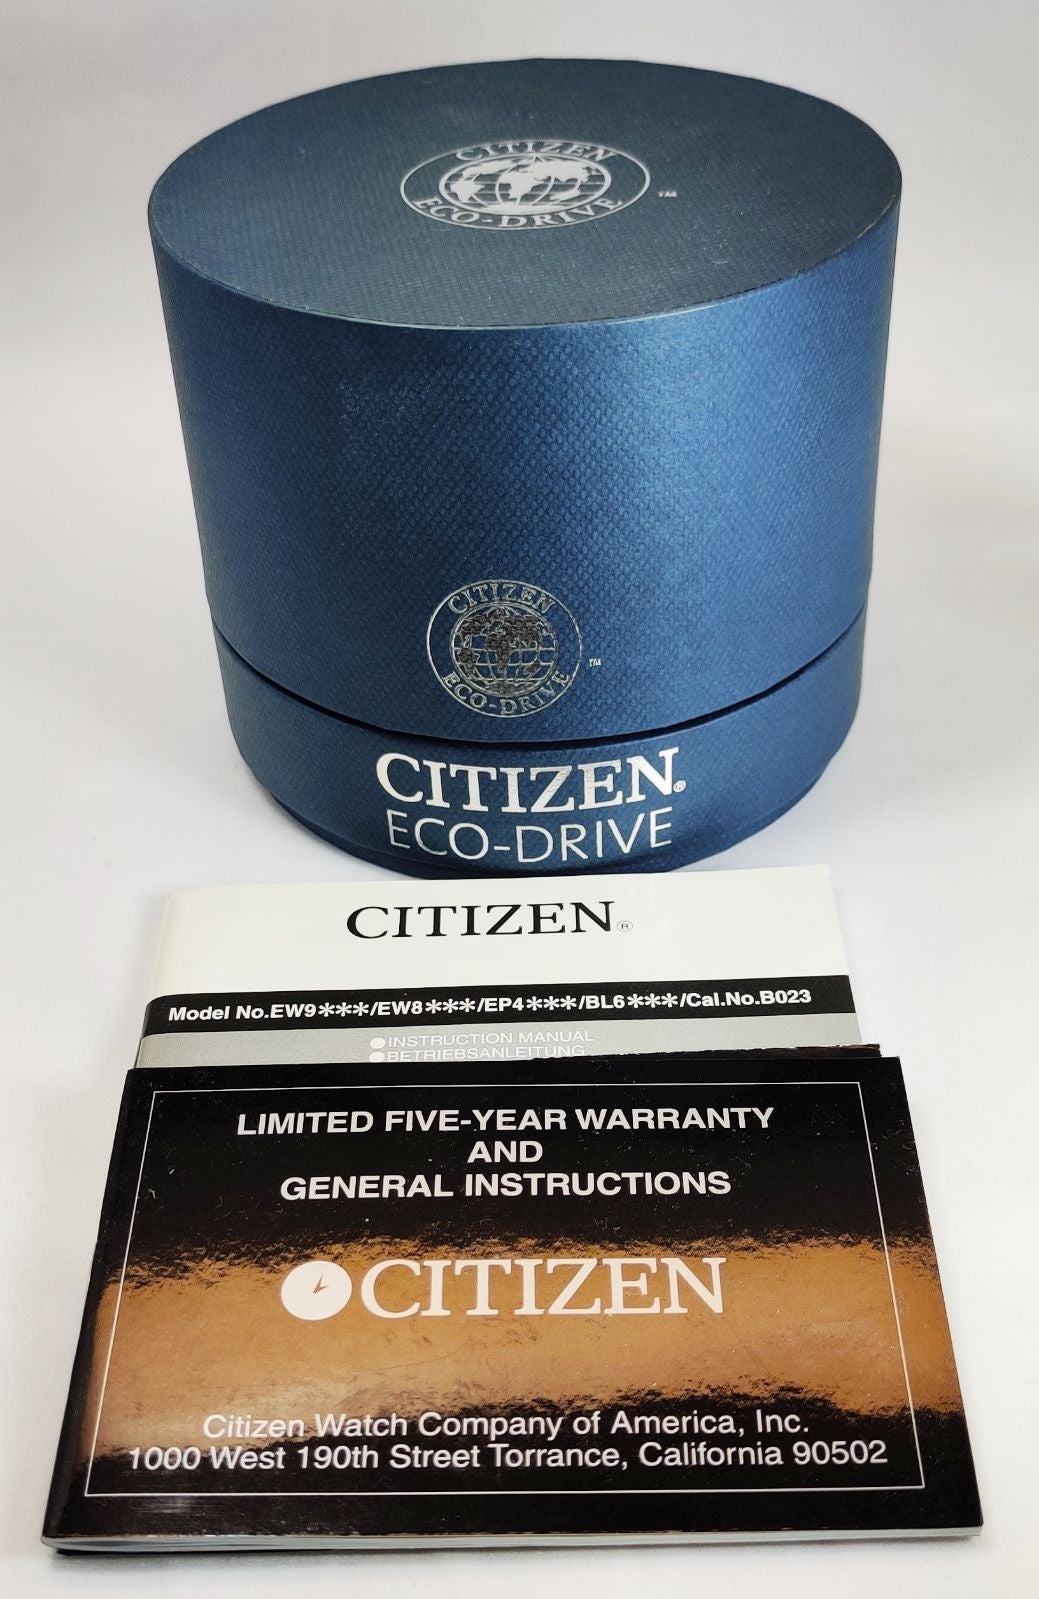 CITIZEN
ECO-DRIVE ™
CITIZEN
ECO-DRIVE ™
CITIZEN®
ECO-DRIVE
CITIZEN®
Model No.EW9✻✻✻/EW8✻✻✻/EP4✻✻✻/BL6✻✻✻/Cal.No.B023
●INSTRUCTION MANUAL
●BETRIEBSANLEITUNG
LIMITED FIVE-YEAR WARRANTY
AND
GENERAL INSTRUCTIONS
CITIZEN
Citizen Watch Company of America, Inc.
1000 West 190th Street Torrance, California 90502